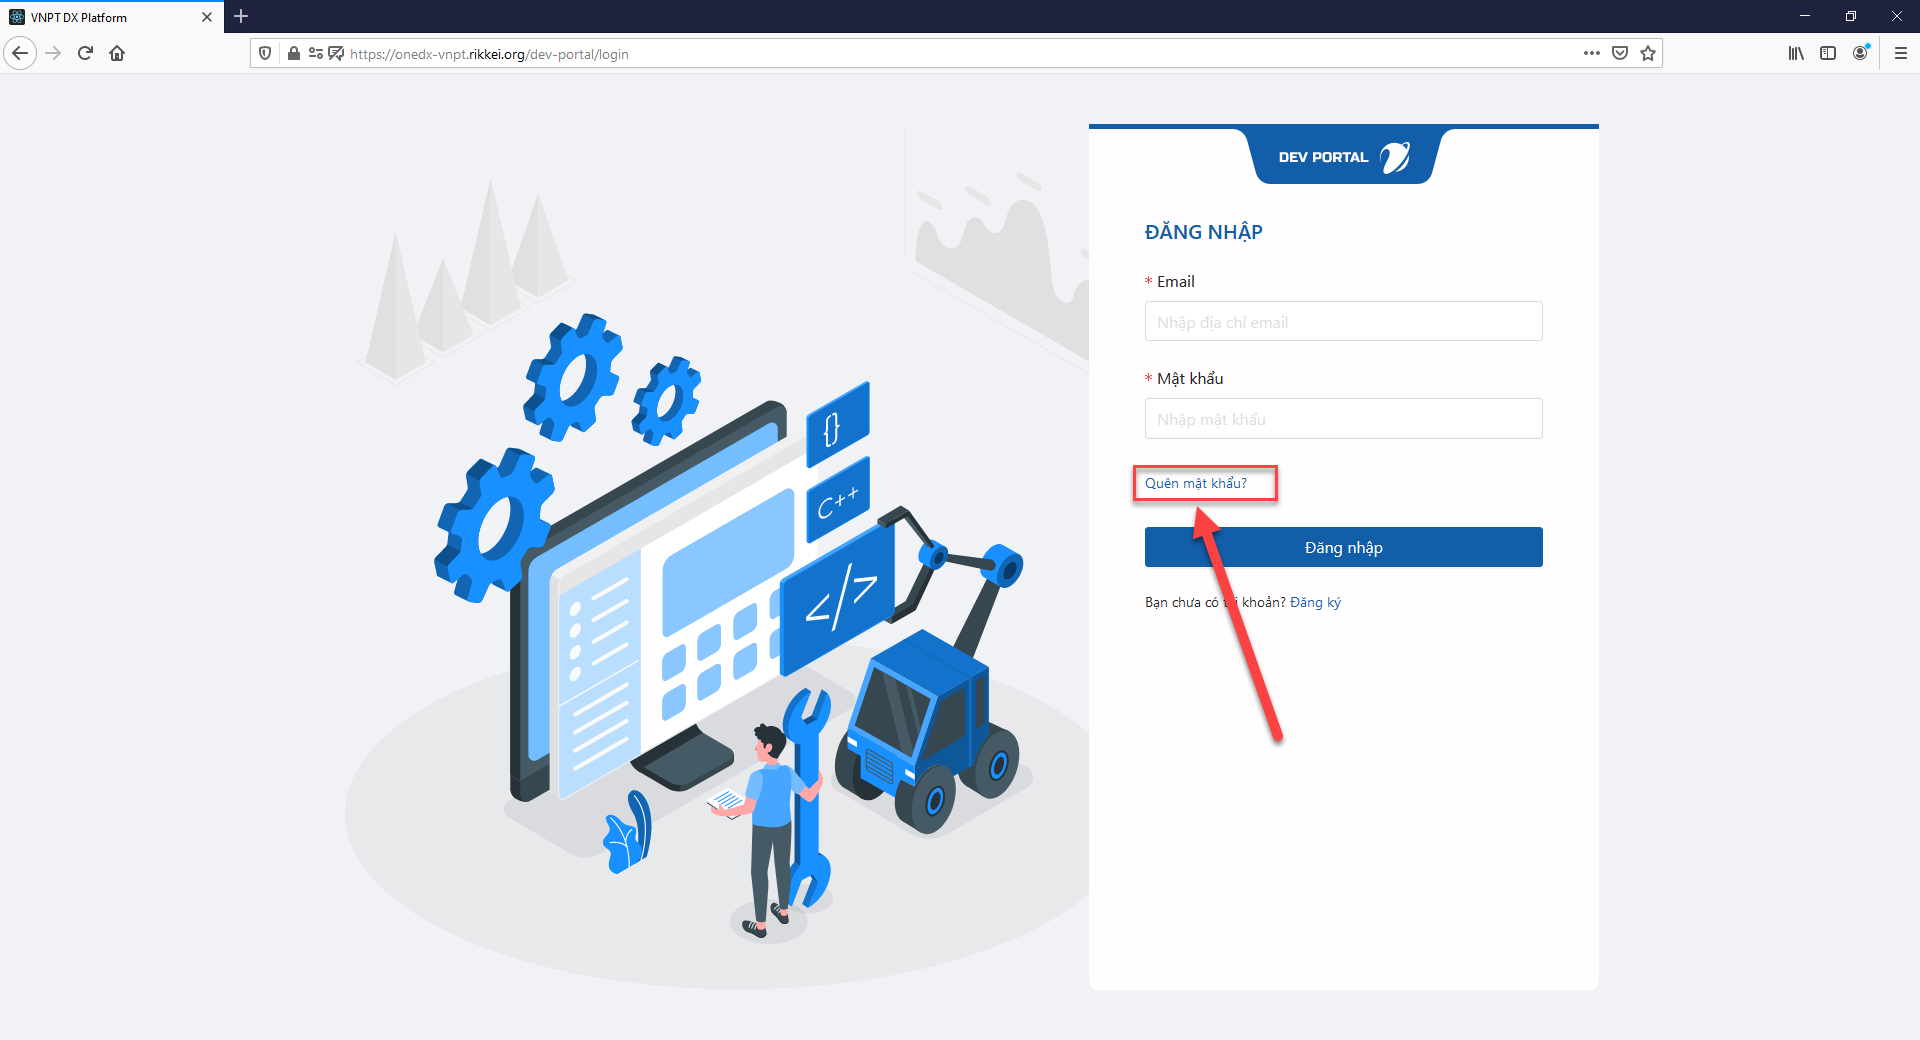 VNPT DX Platform
https://onedx-vnpt.rikkei.org/dev-portal/login
DEV PORTAL
ĐĂNG NHẬP
* Email
Nhập địa chỉ email
* Mật khẩu
Nhập mật khẩu
Quên mật khẩu?
Đăng nhập
Bạn chưa có khoản? Đăng ký
{}
C++
</>